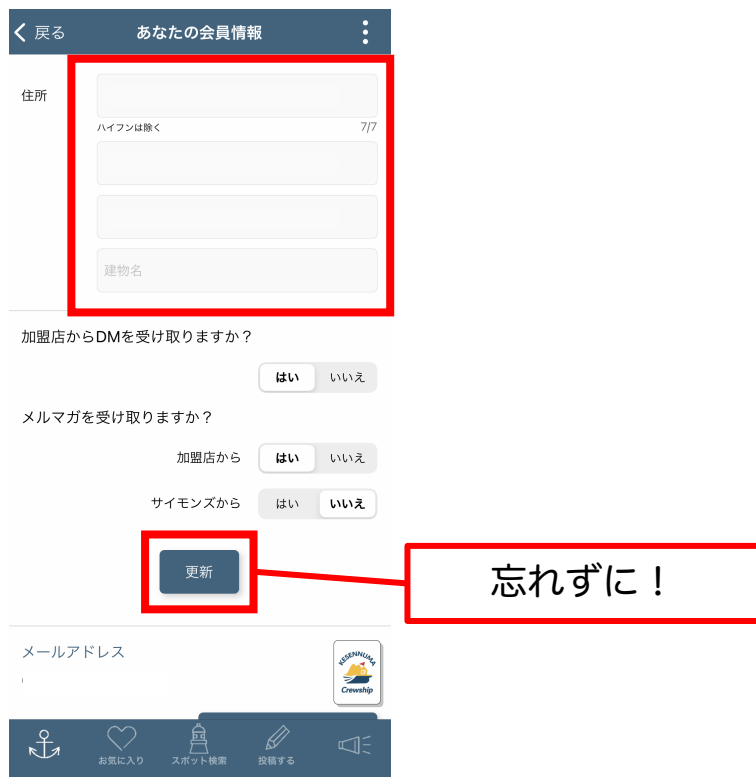 戻る
あなたの会員情報
住所
ハイフンは除く
7/7
建物名
加盟店からDMを受け取りますか？
はい
いいえ
メルマガを受け取りますか？
加盟店から
はい
いいえ
サイモンズから
はい
いいえ
更新
忘れずに！
メールアドレス
KESENNUMA
Crewship
お気に入り
スポット検索
投稿する